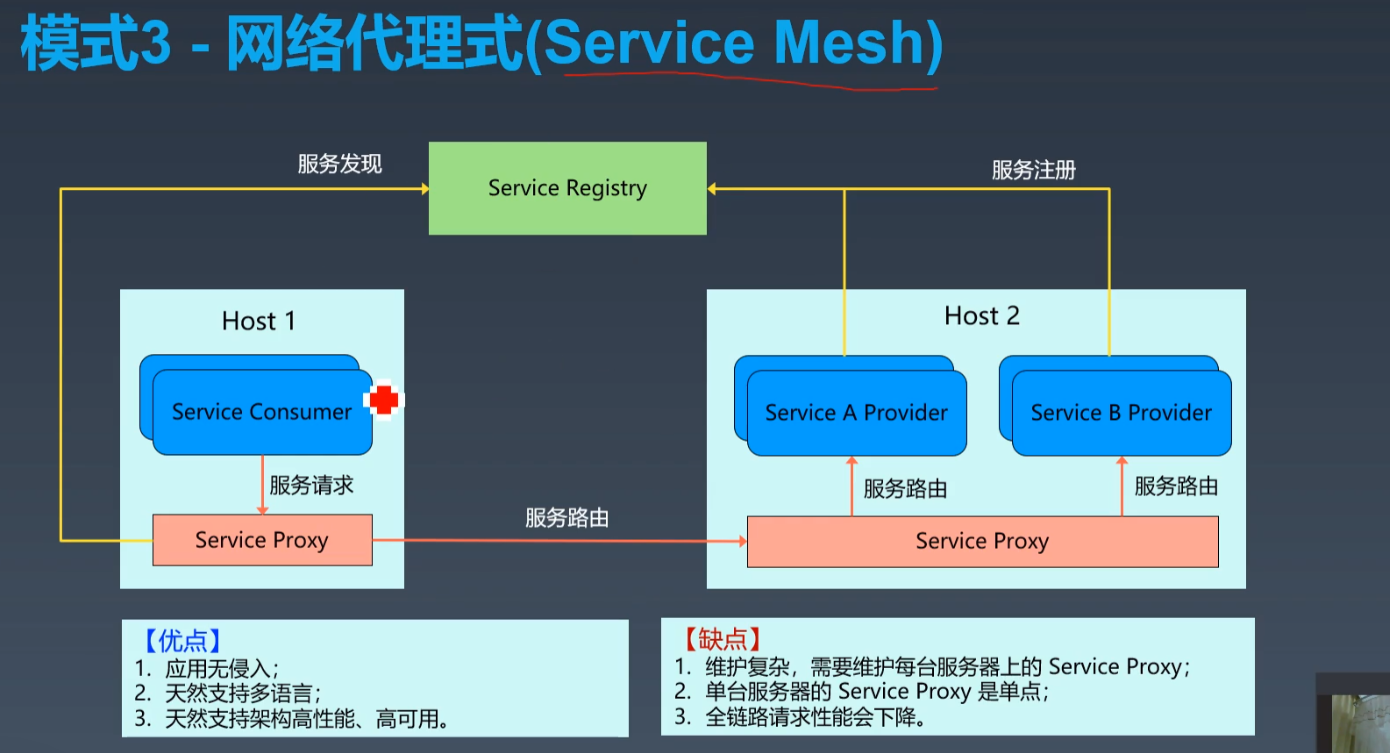 模式3 - 网络代理式(Service Mesh)
服务发现
Service Registry
服务注册
Host 1
Host 2
Service Consumer
Service A Provider
Service B Provider
服务请求
服务路由
服务路由
服务路由
Service Proxy
Service Proxy
【优点】
1. 应用无侵入；
2. 天然支持多语言；
3. 天然支持架构高性能、高可用。
【缺点】
1. 维护复杂，需要维护每台服务器上的 Service Proxy；
2. 单台服务器的 Service Proxy 是单点；
3. 全链路请求性能会下降。